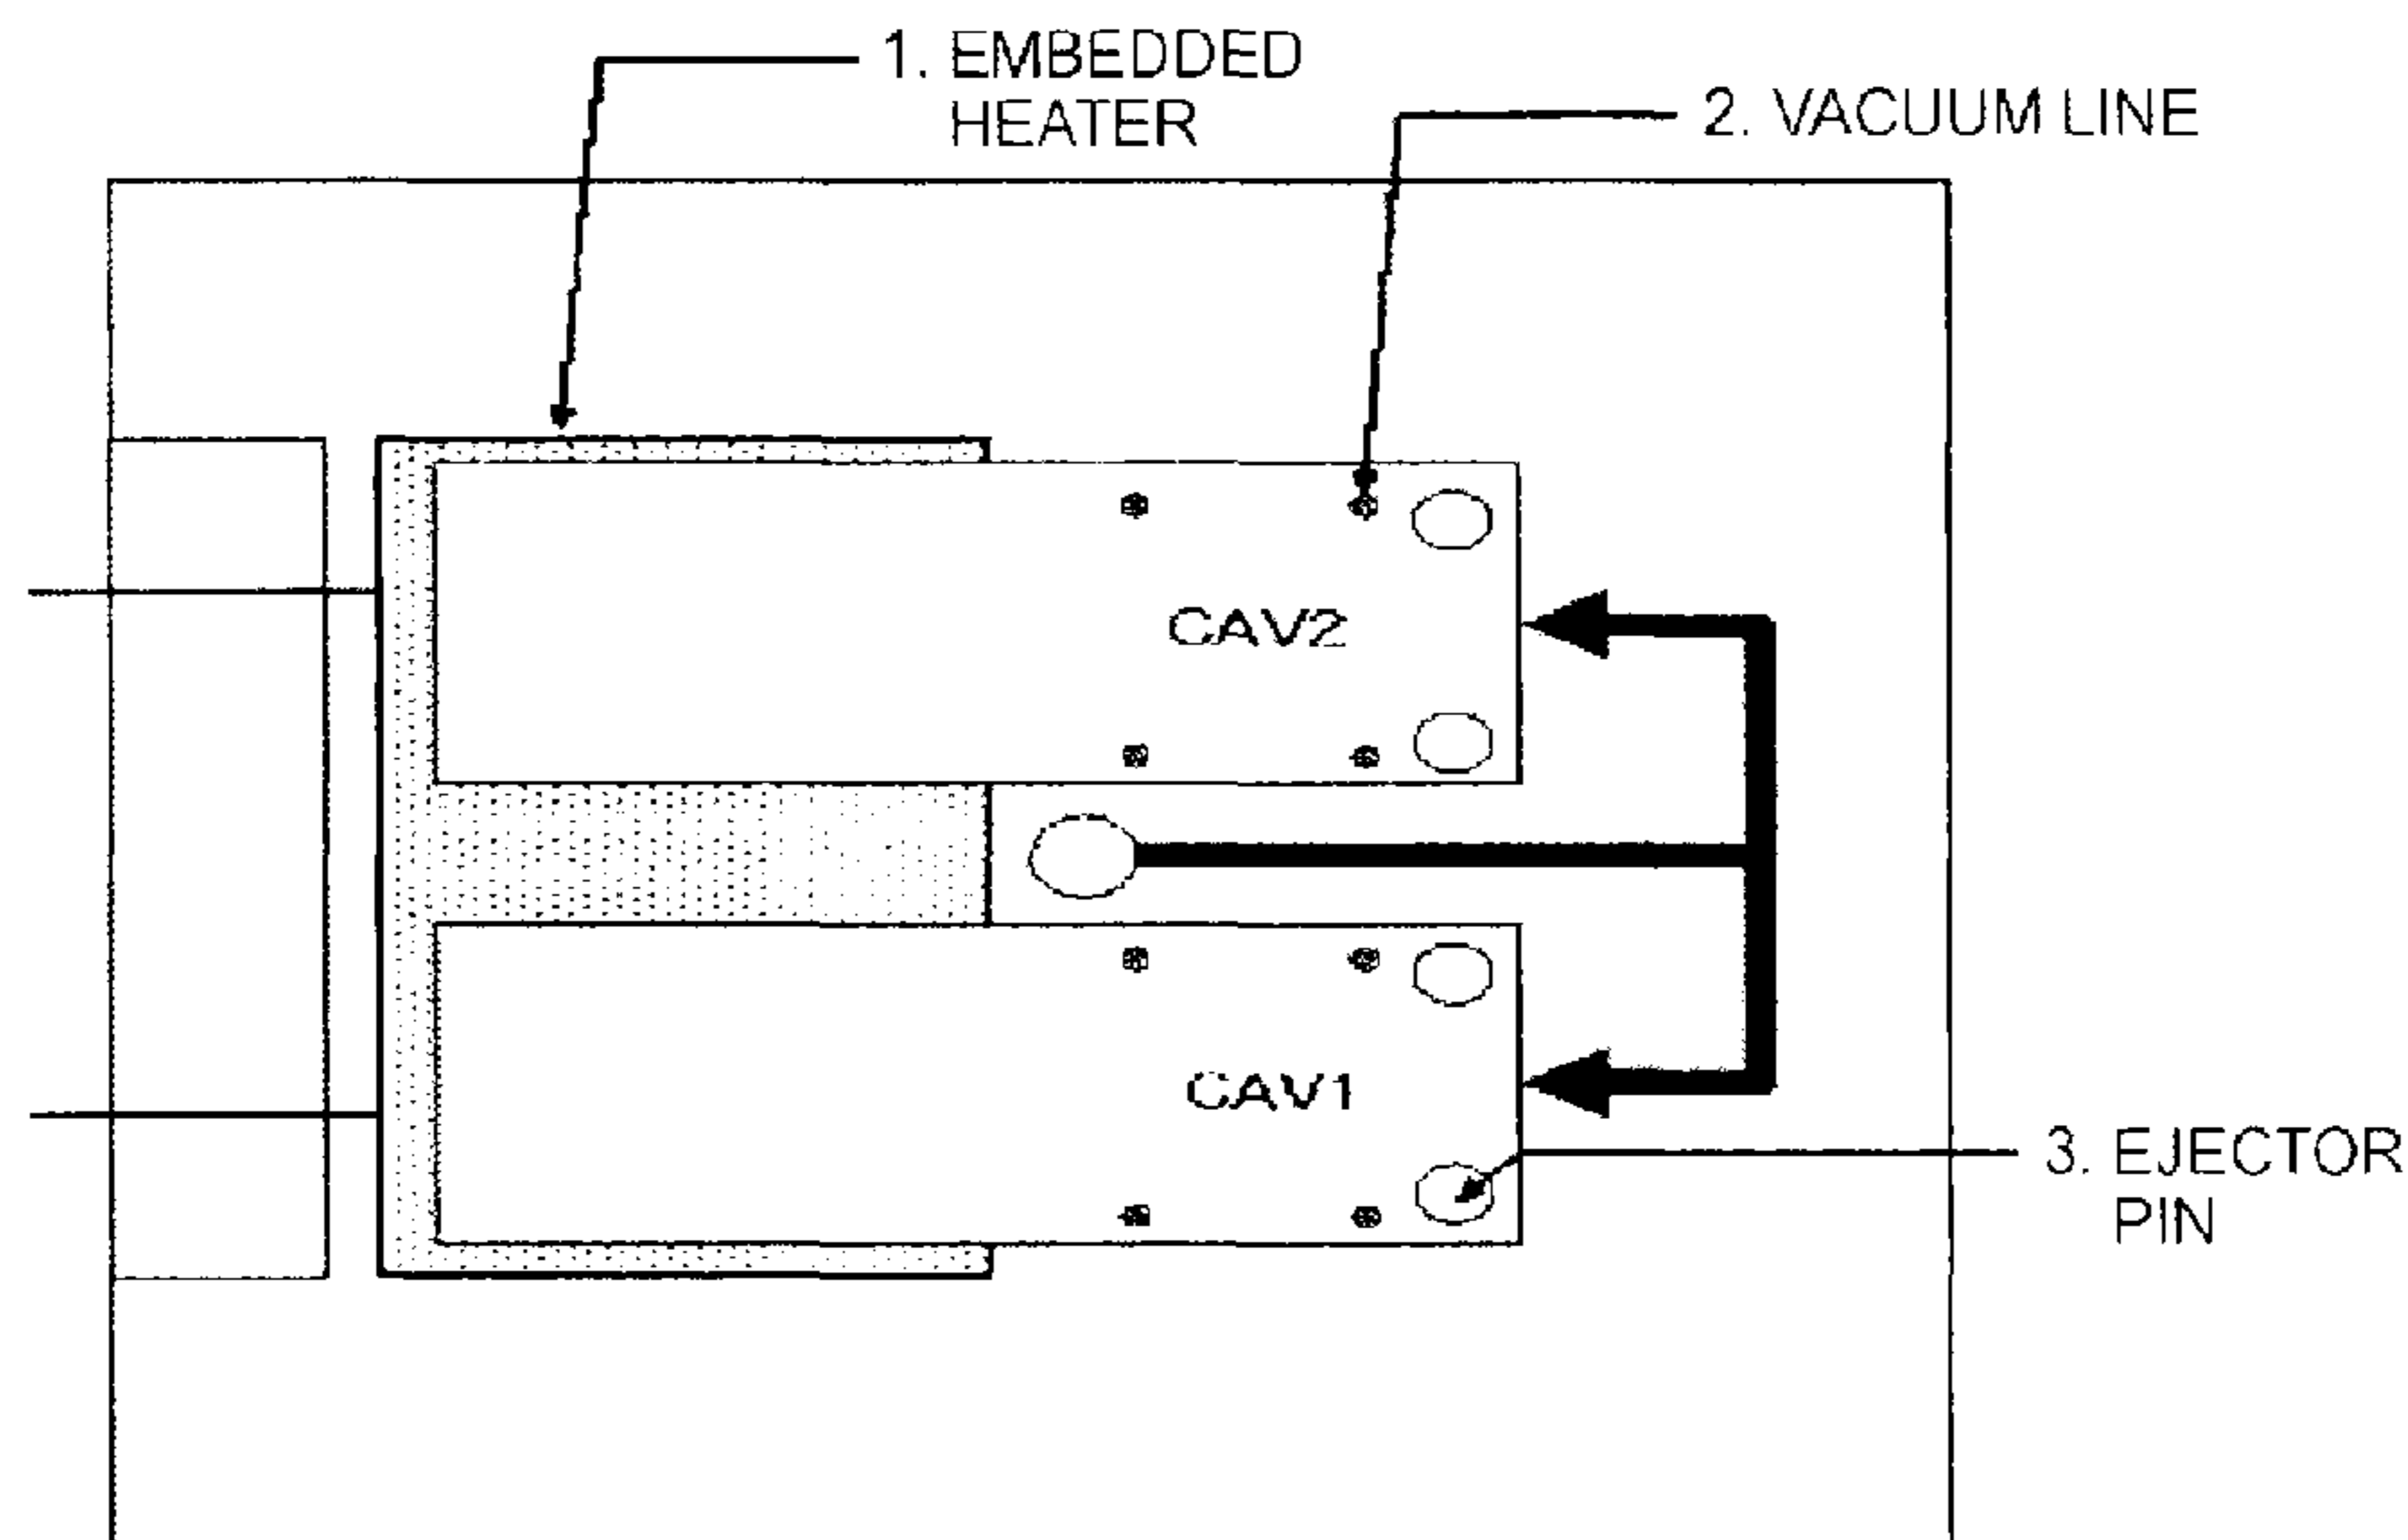 1. EMBEDDED
HEATER
2. VACUUM LINE
CAV2
CAV1
3. EJECTOR
PIN